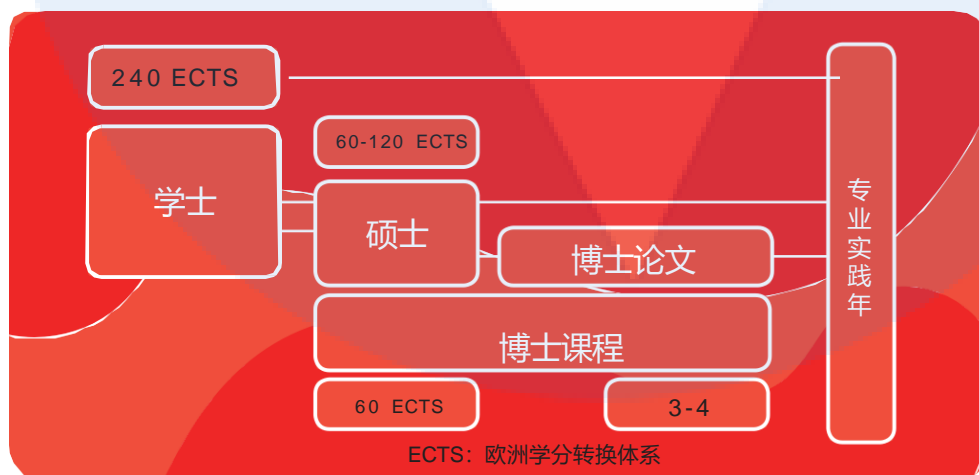 240 ECTS
60-120 ECTS
学士
硕士
博士论文
专业实践年
博士课程
60 ECTS
3-4
ECTS：欧洲学分转换体系